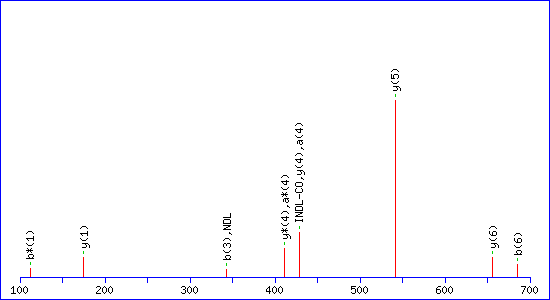 b*(1)
y(1)
b(3),NDL
y*(4),a*(4)
INDL-CO,y(4),a(4)
y(5)
y(6)
b(6)
100 200 300 400 500 600 700